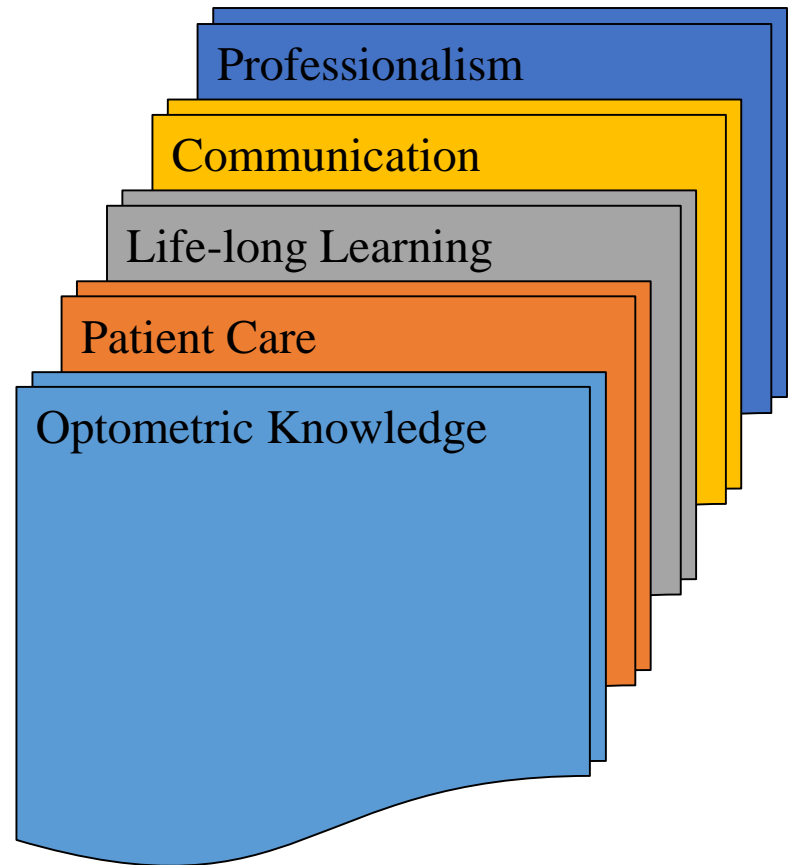 Professionalism
Communication
Life-long Learning
Patient Care
Optometric Knowledge